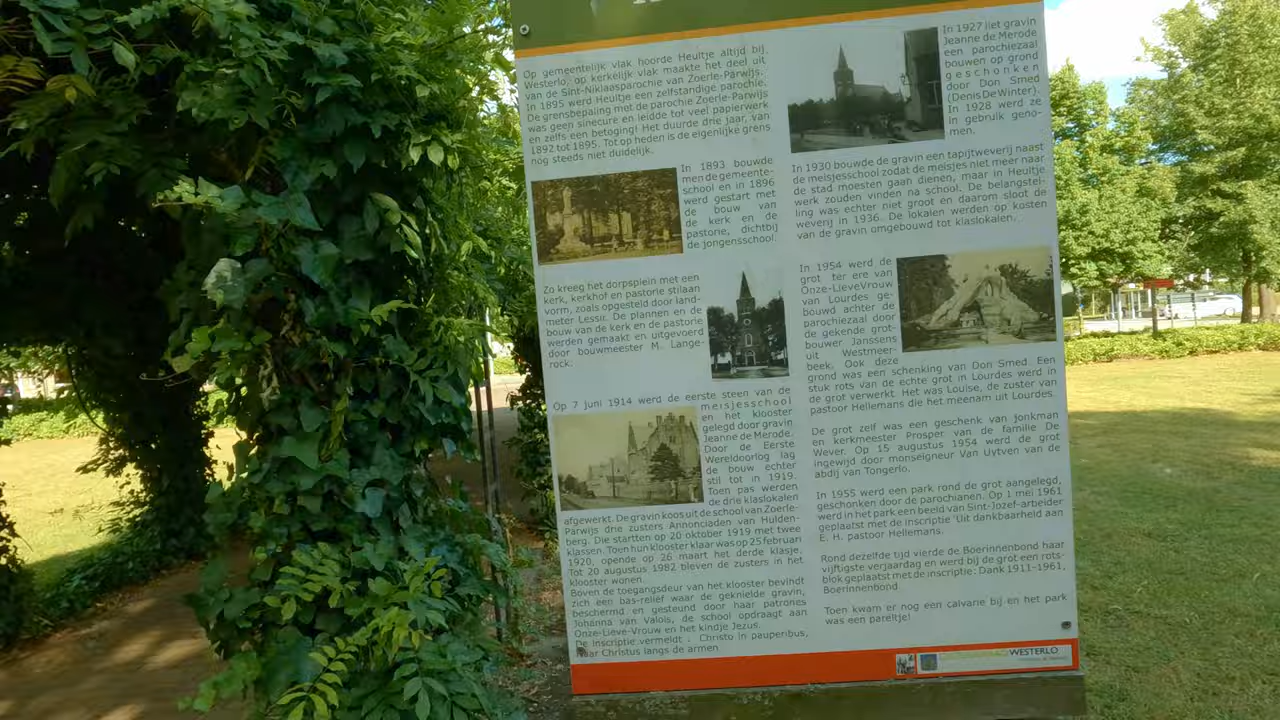 Op gemeentelijk vlak hoorde Heultje altijd bij
Westerlo, op kerkelijk vlak maakte het deel uit
van de Sint-Niklaasparochie van Zoerle-Parwijs.
In 1895 werd Heultje een zelfstandige parochie.
De grensbepaling met de parochie Zoerle-Parwijs
was geen sinecure en leidde tot veel papierwerk
en zelfs een betoging! Het duurde drie jaar, van
1892 tot 1895. Tot op heden is de eigenlijke grens
nog steeds niet duidelijk.
In 1893 bouwde
men de gemeente-
school en in 1896
werd gestart met
de bouw van
de kerk en de
pastorie, dichtbij
de jongensschool.
Zo kreeg het dorpsplein met een
kerk, kerkhof en pastorie stilaan
vorm, zoals opgesteld door land-
meter Lessir. De plannen en de
bouw van de kerk en de pastorie
werden gemaakt en uitgevoerd
door bouwmeester M. Lange-
rock.
Op 7 juni 1914 werd de eerste steen van de
meisjesschool
en het klooster
gelegd door gravin
Jeanne de Merode.
Door de Eerste
Wereldoorlog lag
de bouw echter
stil tot in 1919.
Toen pas werden
de drie klaslokalen
afgewerkt. De gravin koos uit de school van Zoerle-
Parwijs drie zusters Annonciaden van Hulden-
berg. Die startten op 20 oktober 1919 met twee
klassen. Toen hun klooster klaar was op 25 februari
1920, opende op 26 maart het derde klasje.
Tot 20 augustus 1982 bleven de zusters in het
klooster wonen.
Boven de toegangsdeur van het klooster bevindt
zich een bas-relief waar de geknielde gravin,
beschermd en gesteund door haar patrones
Johanna van Valois, de school opdraagt aan
Onze-Lieve-Vrouw en het kindje Jezus.
De inscriptie vermeldt : Christo in pauperibus,
Naar Christus langs de armen
In 1927 liet gravin
Jeanne de Merode
een parochiezaal
bouwen op grond
geschonken
door Don Smed
(Denis De Winter).
In 1928 werd ze
in gebruik geno-
men.
In 1930 bouwde de gravin een tapijtweverij naast
de meisjesschool zodat de meisjes niet meer naar
de stad moesten gaan dienen, maar in Heultje
werk zouden vinden na school. De belangstel-
ling was echter niet groot en daarom sloot de
weverij in 1936. De lokalen werden op kosten
van de gravin omgebouwd tot klaslokalen.
In 1954 werd de
grot ter ere van
Onze-LieveVrouw
van Lourdes ge-
bouwd achter de
parochiezaal door
de gekende grot-
bouwer Janssens
uit Westmeer-
beek. Ook deze
grond was een schenking van Don Smed. Een
stuk rots van de echte grot in Lourdes werd in
de grot verwerkt. Het was Louise, de zuster van
pastoor Hellemans die het meenam uit Lourdes.
De grot zelf was een geschenk van jonkman
en kerkmeester Prosper van de familie De
Wever. Op 15 augustus 1954 werd de grot
ingewijd door monseigneur Van Uytven van de
abdij van Tongerlo.
In 1955 werd een park rond de grot aangelegd,
geschonken door de parochianen. Op 1 mei 1961
werd in het park een beeld van Sint-Jozef-arbeider
geplaatst met de inscriptie 'Uit dankbaarheid aan
E. H. pastoor Hellemans.
Rond dezelfde tijd vierde de Boerinnenbond haar
vijftigste verjaardag en werd bij de grot een rots-
blok geplaatst met de inscriptie: Dank 1911-1961,
Boerinnenbond
Toen kwam er nog een calvarie bij en het park
was een pareltje!
WESTERLO